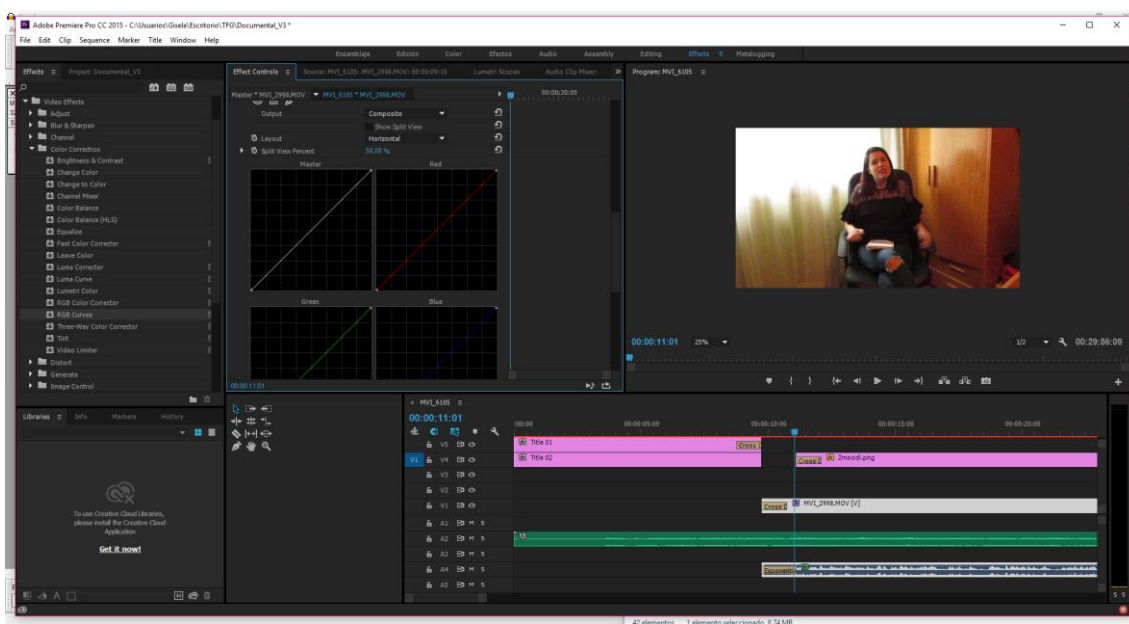 Adobe Premiere Pro CC 2015 - C:\Usuarios\Gisela\Escritorio\TFG\Documental_V3 *
File Edit Clip Sequence Marker Title Window Help
Ensamblaje Edición Color Efectos Audio Assembly Editing Effects Metalogging
Effects Project: Documental_V3
Video Effects
Adjust
Blur & Sharpen
Channel
Color Correction
Brightness & Contrast
Change Color
Change to Color
Channel Mixer
Color Balance
Color Balance (HLS)
Equalize
Fast Color Corrector
Leave Color
Luma Corrector
Luma Curve
Lumetri Color
RGB Color Corrector
RGB Curves
Three-Way Color Corrector
Tint
Video Limiter
Distort
Generate
Image Control
Effect Controls Source: MVI_6105: MVI_2998.MOV: 00:00:09:19 Lumetri Scopes Audio Clip Mixer:
Master * MVI_2998.MOV MVI_6105 * MVI_2998.MOV 00:00:30:00
Output Composite
Show Split View
Layout Horizontal
Split View Percent 50,00 %
Master Red
Green Blue
00:00:11:01
Program: MVI_6105
00:00:11:01 25% 1/2 00:29:56:09
Libraries Info Markers History
To use Creative Cloud Libraries,
please install the Creative Cloud
Application
Get it now!
× MVI_6105
00:00:11:01
:00:00 00:00:05:00 00:00:10:00 00:00:15:00 00:00:20:00
V5 Title 01 Cross D
V1 V4 Title 02 Cross D 2moodl.png
V3
V2
V1 Cross D MVI_2998.MOV [V]
A1 M S
A2 M S
A3 M S
A4 M S Exponenti
A5 M S
S S
42 elementos 1 elemento seleccionado 8,74 MB